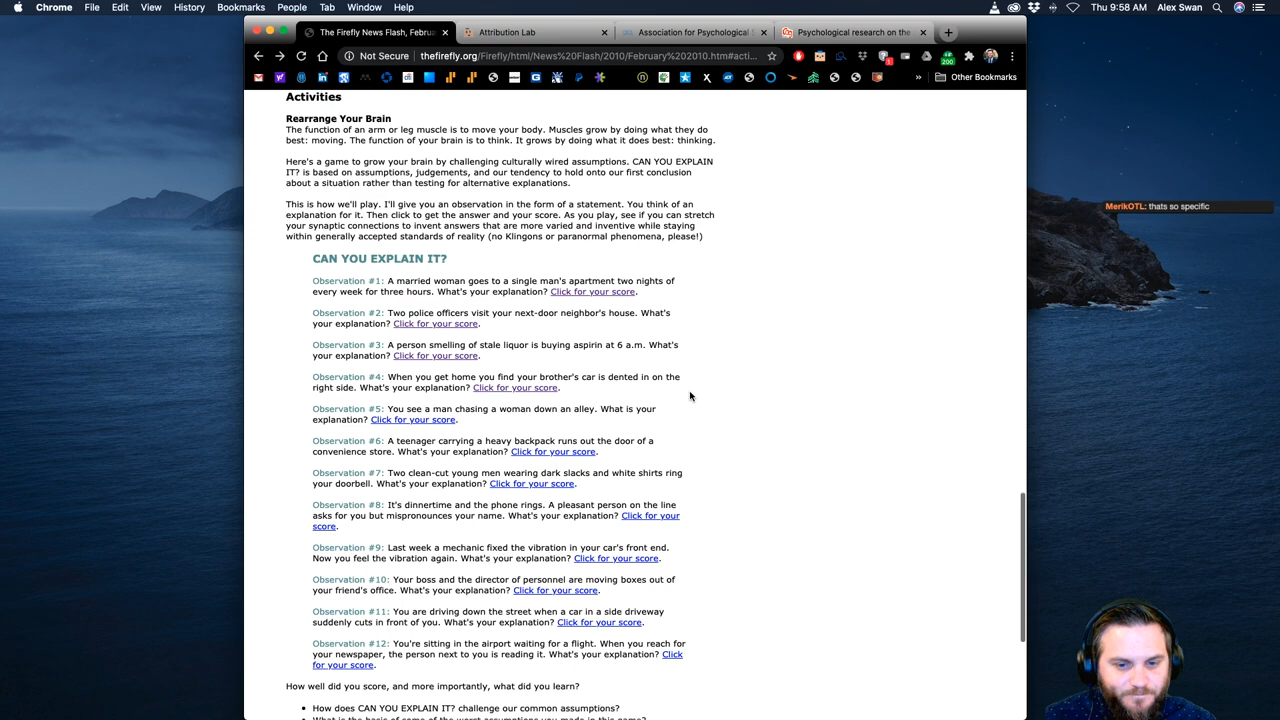 Chrome File Edit View History Bookmarks People Tab Window Help
Thu 9:58 AM Alex Swan
The Firefly News Flash, Februa
Attribution Lab
Association for Psychological S
Psychological research on the
Not Secure | thefirefly.org/Firefly/html/News%20Flash/2010/February%202010.htm#acti...
200
1
» Other Bookmarks
Activities
Rearrange Your Brain
The function of an arm or leg muscle is to move your body. Muscles grow by doing what they do
best: moving. The function of your brain is to think. It grows by doing what it does best: thinking.
Here's a game to grow your brain by challenging culturally wired assumptions. CAN YOU EXPLAIN
IT? is based on assumptions, judgements, and our tendency to hold onto our first conclusion
about a situation rather than testing for alternative explanations.
This is how we'll play. I'll give you an observation in the form of a statement. You think of an
explanation for it. Then click to get the answer and your score. As you play, see if you can stretch
your synaptic connections to invent answers that are more varied and inventive while staying
within generally accepted standards of reality (no Klingons or paranormal phenomena, please!)
CAN YOU EXPLAIN IT?
Observation #1: A married woman goes to a single man's apartment two nights of
every week for three hours. What's your explanation? Click for your score.
Observation #2: Two police officers visit your next-door neighbor's house. What's
your explanation? Click for your score.
Observation #3: A person smelling of stale liquor is buying aspirin at 6 a.m. What's
your explanation? Click for your score.
Observation #4: When you get home you find your brother's car is dented in on the
right side. What's your explanation? Click for your score.
Observation #5: You see a man chasing a woman down an alley. What is your
explanation? Click for your score.
Observation #6: A teenager carrying a heavy backpack runs out the door of a
convenience store. What's your explanation? Click for your score.
Observation #7: Two clean-cut young men wearing dark slacks and white shirts ring
your doorbell. What's your explanation? Click for your score.
Observation #8: It's dinnertime and the phone rings. A pleasant person on the line
asks for you but mispronounces your name. What's your explanation? Click for your
score.
Observation #9: Last week a mechanic fixed the vibration in your car's front end.
Now you feel the vibration again. What's your explanation? Click for your score.
Observation #10: Your boss and the director of personnel are moving boxes out of
your friend's office. What's your explanation? Click for your score.
Observation #11: You are driving down the street when a car in a side driveway
suddenly cuts in front of you. What's your explanation? Click for your score.
Observation #12: You're sitting in the airport waiting for a flight. When you reach for
your newspaper, the person next to you is reading it. What's your explanation? Click
for your score.
How well did you score, and more importantly, what did you learn?
• How does CAN YOU EXPLAIN IT? challenge our common assumptions?
• What is the basis of some of the worst assumptions you made in this game?
MerikOTL: thats so specific